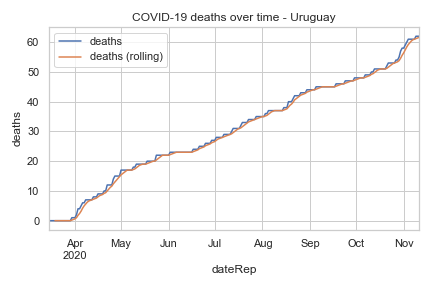 COVID-19 deaths over time - Uruguay
deaths
deaths (rolling)
deaths
60
50
40
30
20
10
0
Apr May Jun Jul Aug Sep Oct Nov
2020
dateRep